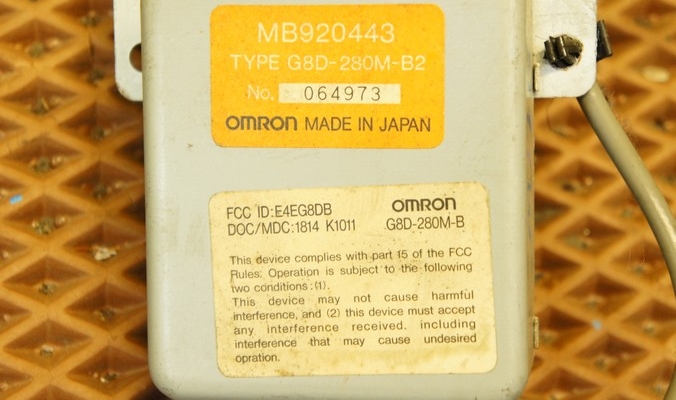 MB920443
TYPE G8D-280M-B2
No. 064973
OMRON MADE IN JAPAN
FCC ID:E4EG8DB OMRON
DOC/MDC:1814 K1011 G8D-280M-B
This device complies with part 15 of the FCC
Rules. Operation is subject to the following
two conditions :(1).
This device may not cause harmful
interference, and (2) this device must accept
any interference received. including
interference that may cause undesired
opration.